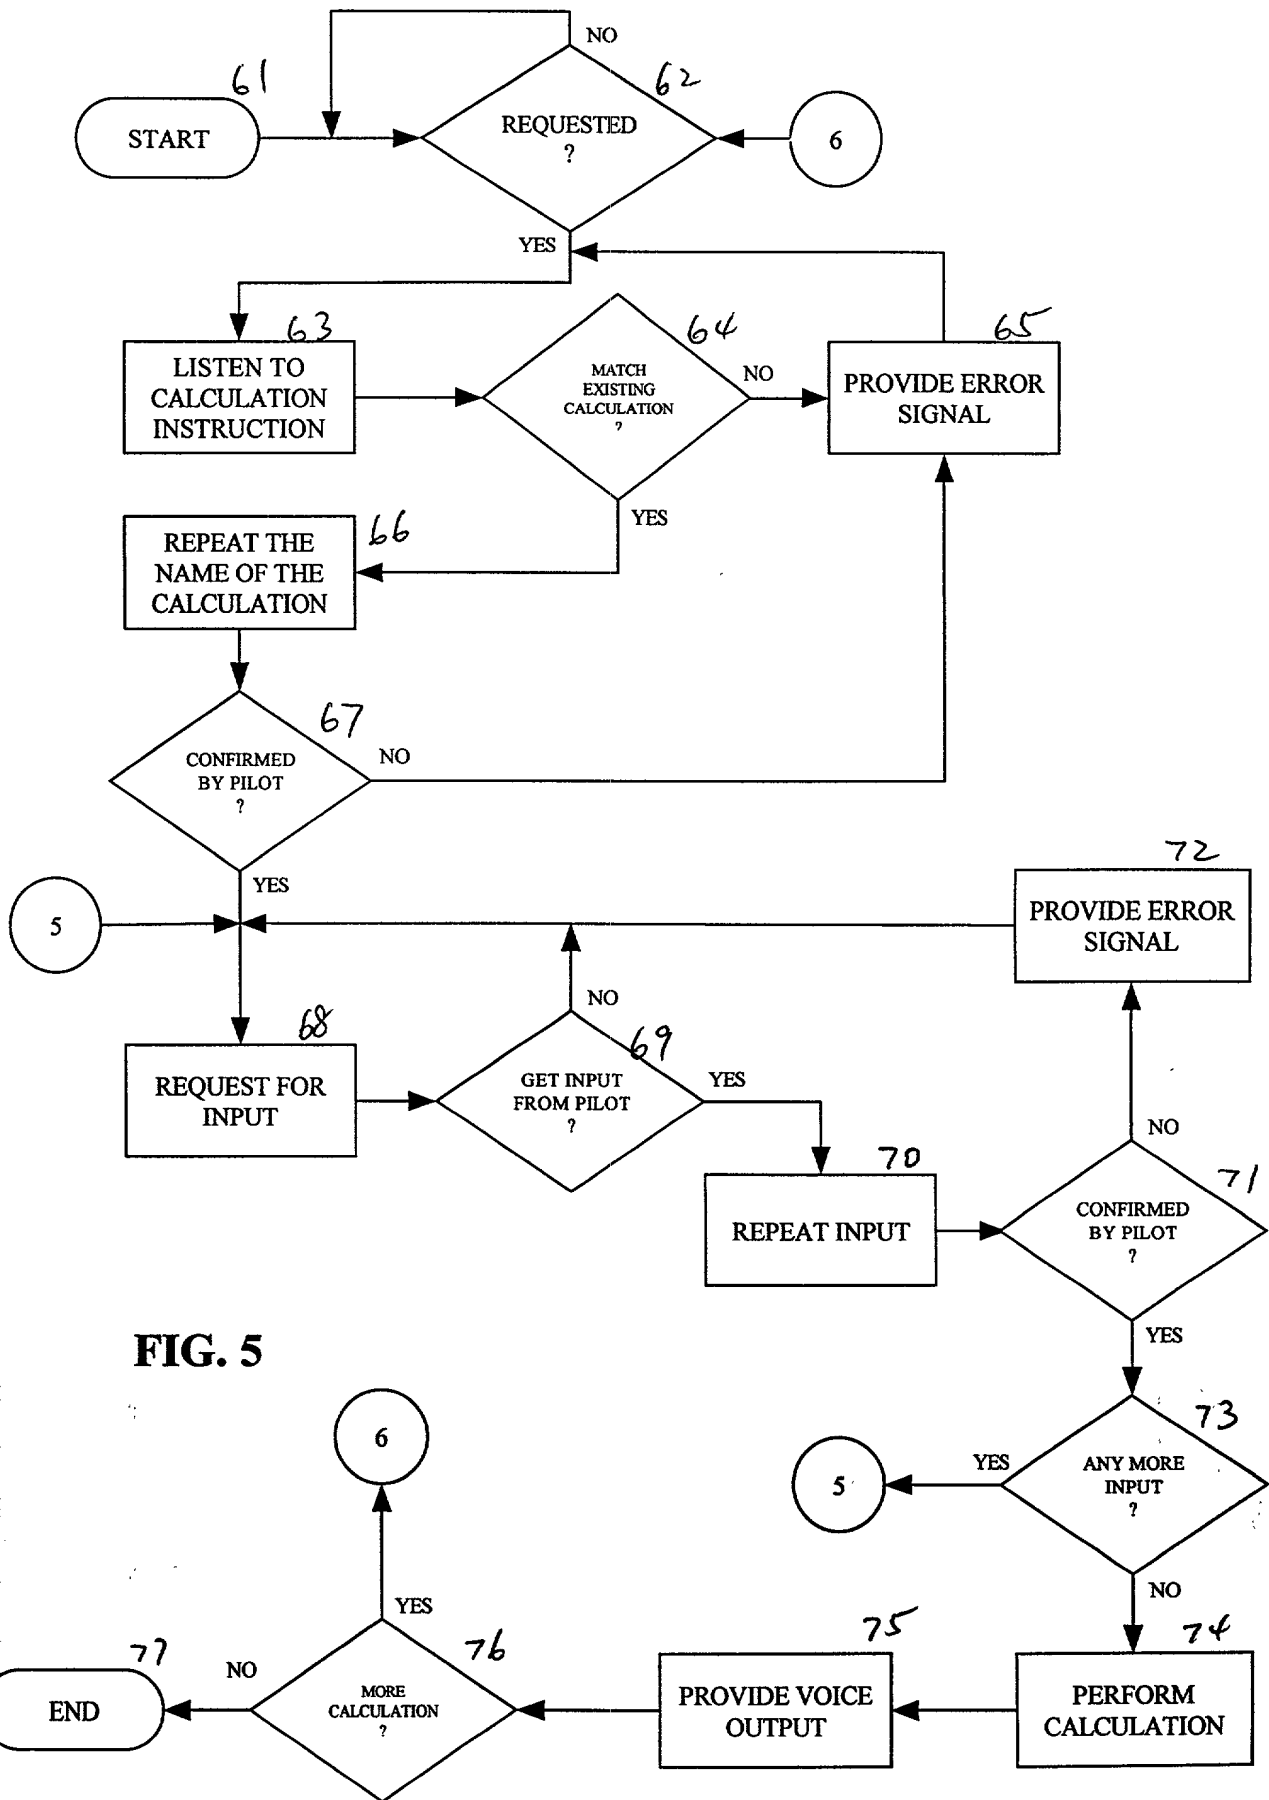 NO
61
62
START
REQUESTED
?
6
YES
63
64
65
LISTEN TO
CALCULATION
INSTRUCTION
MATCH
EXISTING
CALCULATION
?
NO
PROVIDE ERROR
SIGNAL
YES
66
REPEAT THE
NAME OF THE
CALCULATION
67
CONFIRMED
BY PILOT
?
NO
YES
72
5
PROVIDE ERROR
SIGNAL
NO
68
69
REQUEST FOR
INPUT
GET INPUT
FROM PILOT
?
YES
NO
70
71
REPEAT INPUT
CONFIRMED
BY PILOT
?
YES
FIG. 5
6
73
5
YES
ANY MORE
INPUT
?
NO
YES
75
74
77
76
NO
END
MORE
CALCULATION
?
PROVIDE VOICE
OUTPUT
PERFORM
CALCULATION